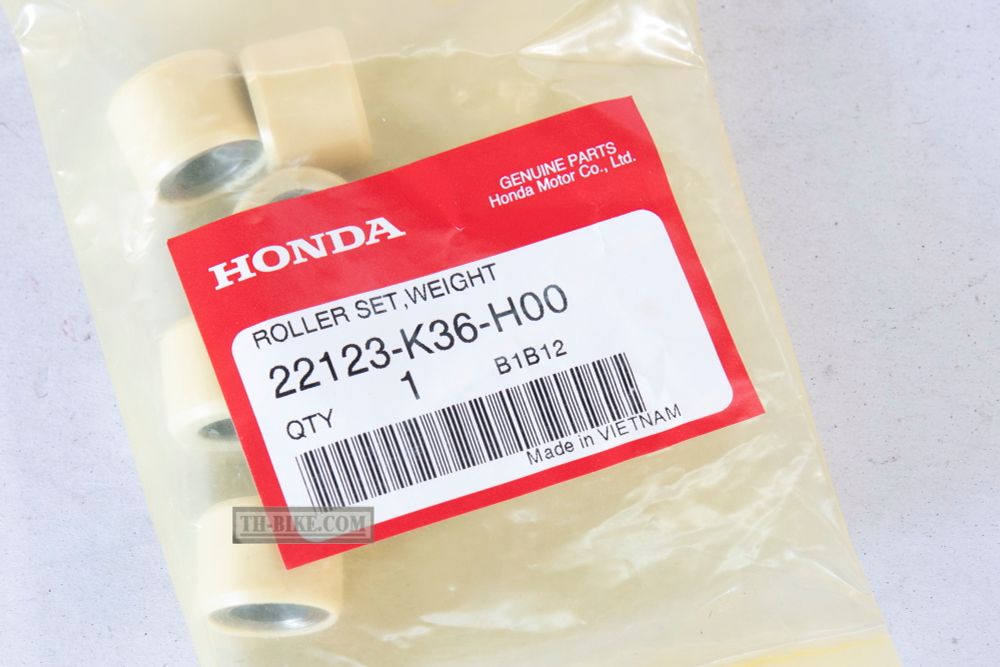 GENUINE PARTS
Honda Motor Co., Ltd.
HONDA
ROLLER SET,WEIGHT
22123-K36-H00
QTY 1 B1B12
Made in VIETNAM
TH-BIKE.COM